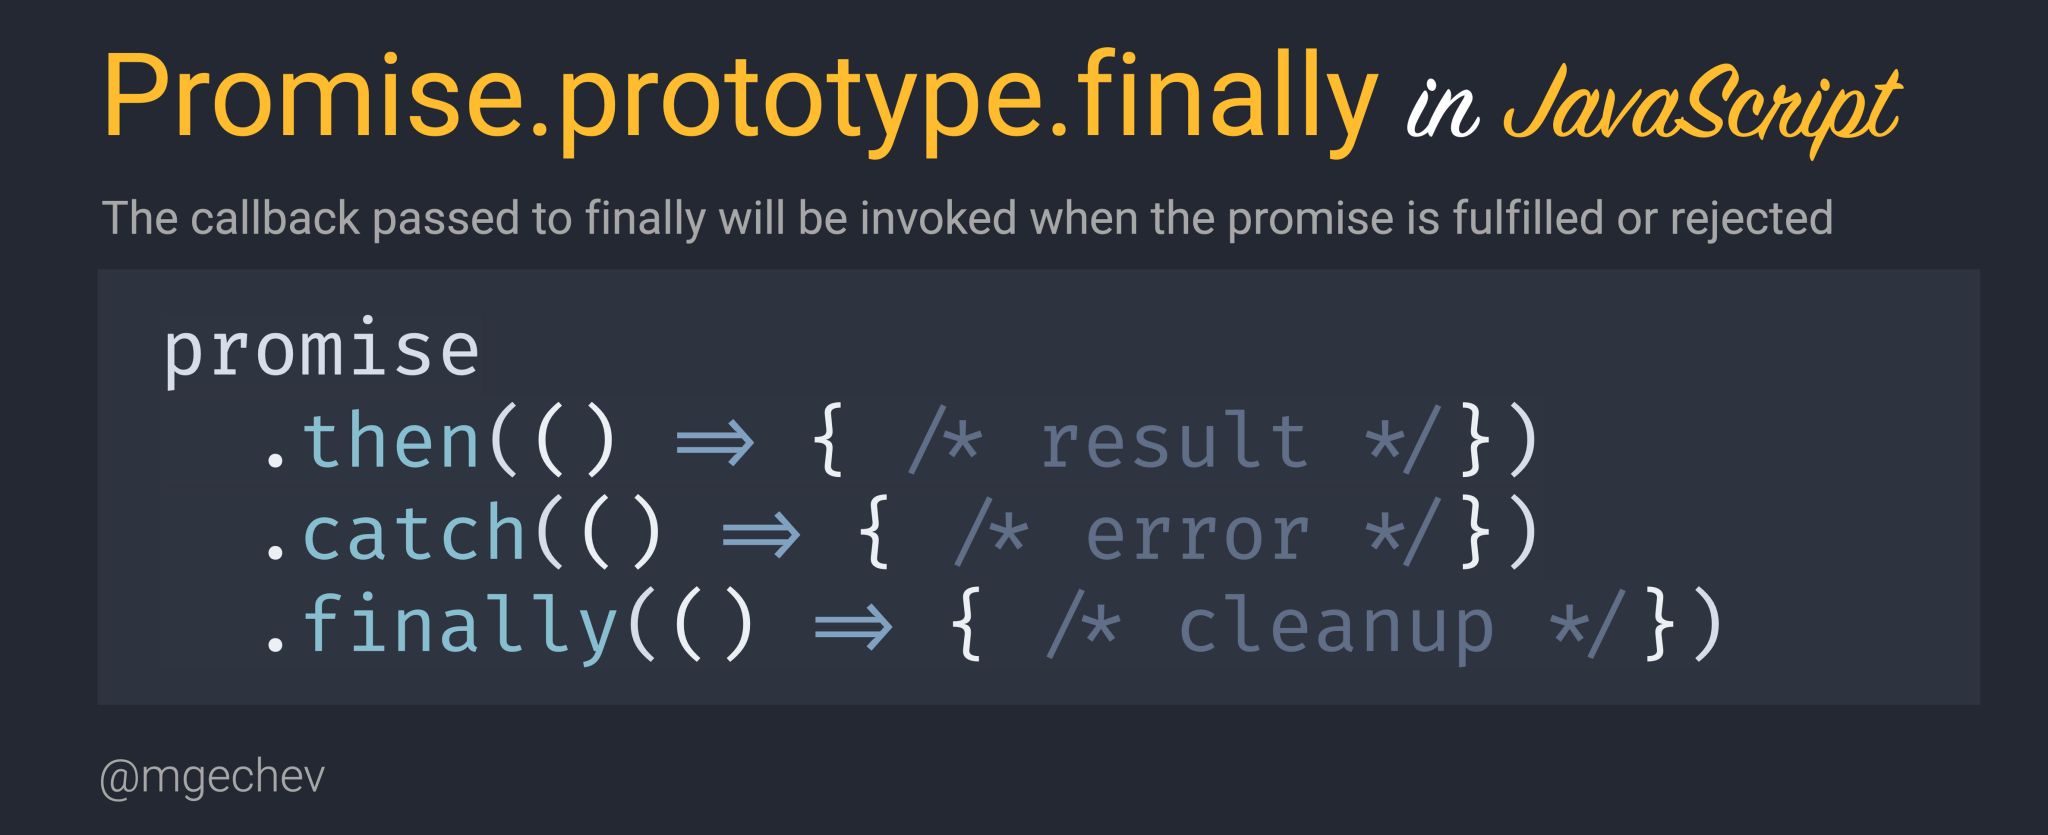 Promise.prototype.finally in JavaScript
The callback passed to finally will be invoked when the promise is fulfilled or rejected
promise
  .then(() => { /* result */})
  .catch(() => { /* error */})
  .finally(() => { /* cleanup */})
@mgechev